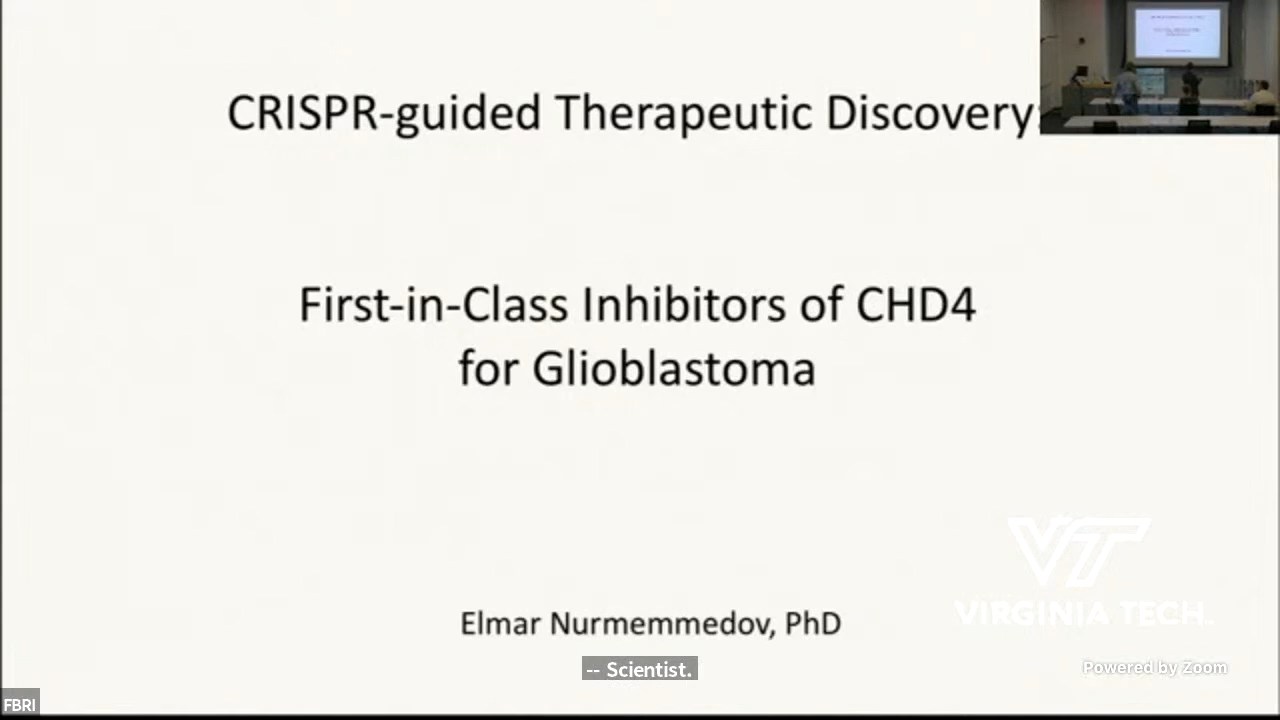 CRISPR-guided Therapeutic Discovery:
First-in-Class Inhibitors of CHD4
for Glioblastoma
VT
VIRGINIA TECH.
Elmar Nurmemmedov, PhD
-- Scientist.
Powered by Zoom
FBRI